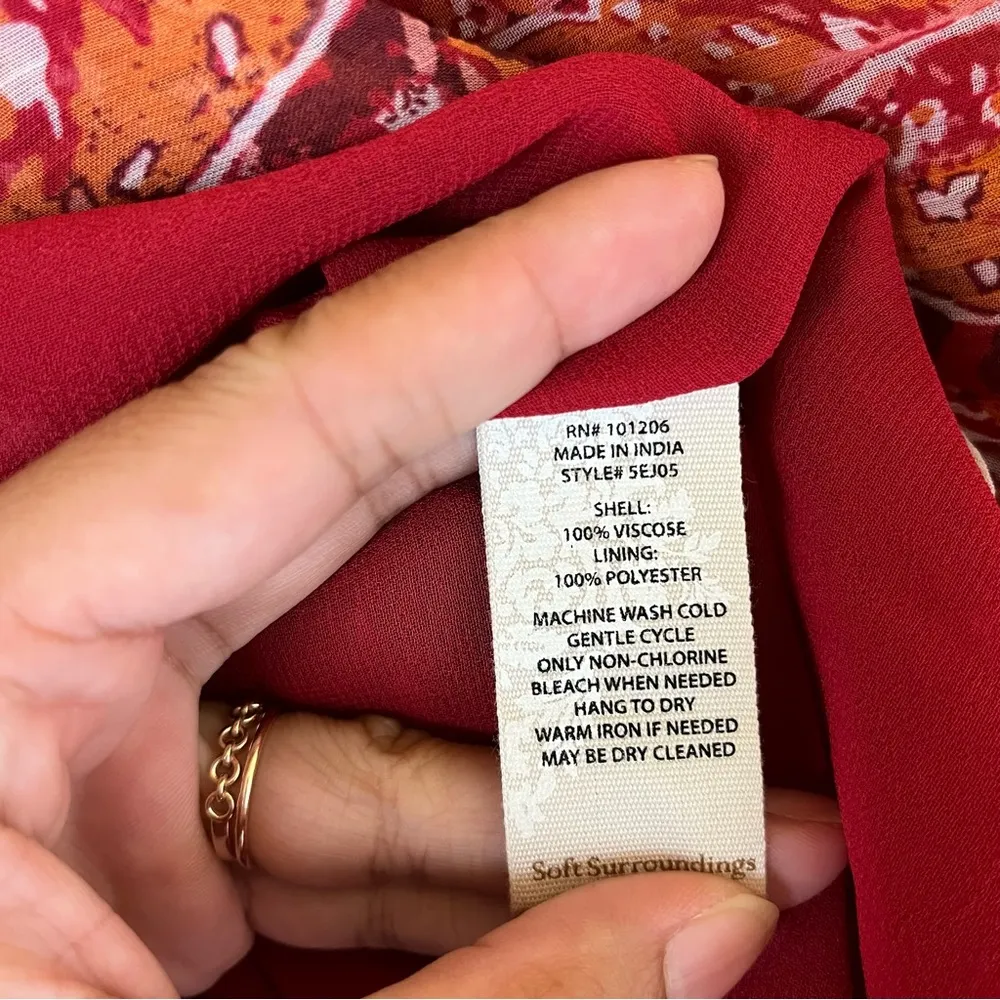 RN# 101206
MADE IN INDIA
STYLE# 5EJ05
SHELL:
100% VISCOSE
LINING:
100% POLYESTER
MACHINE WASH COLD
GENTLE CYCLE
ONLY NON-CHLORINE
BLEACH WHEN NEEDED
HANG TO DRY
WARM IRON IF NEEDED
MAY BE DRY CLEANED
Soft Surroundings